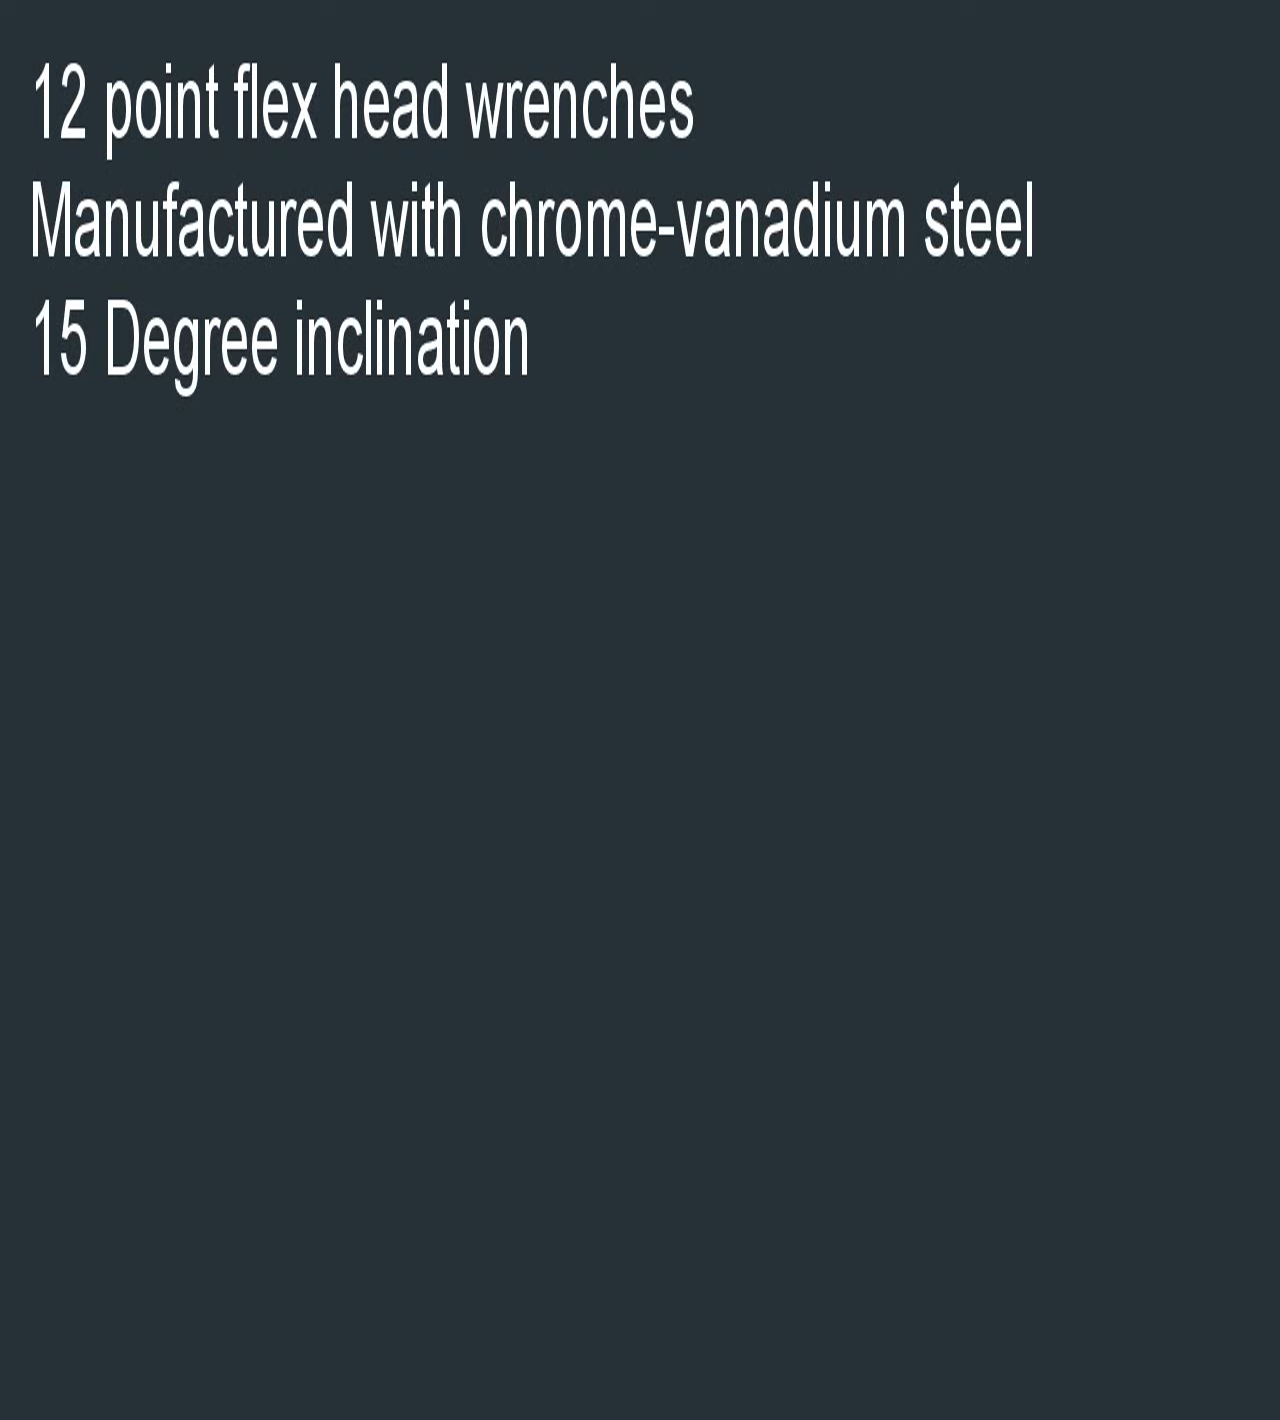 12 point flex head wrenches
Manufactured with chrome-vanadium steel
15 Degree inclination